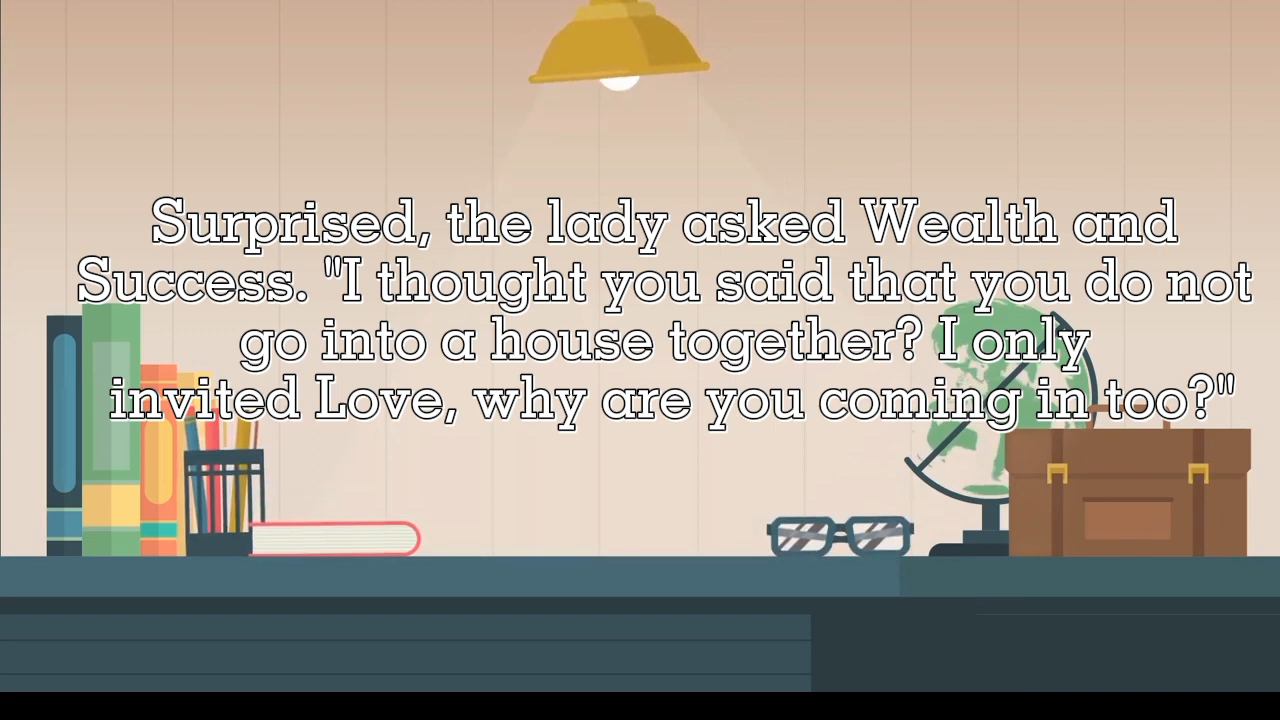 Surprised, the lady asked Wealth and
Success. "I thought you said that you do not
go into a house together? I only
invited Love, why are you coming in too?"